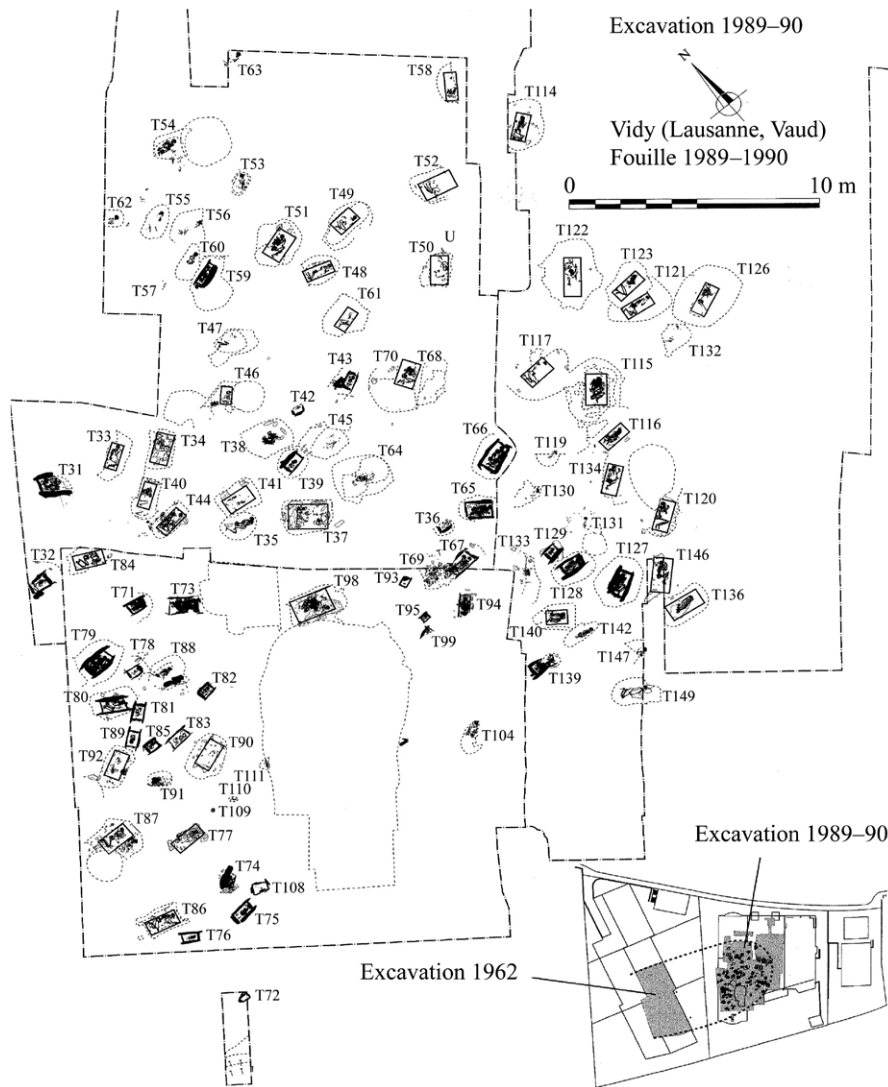 Excavation 1989–90
N
Vidy (Lausanne, Vaud)
Fouille 1989–1990
0 10 m
T63
T58
T114
T54
T53
T52
T62
T55
T56
T51
T49
T50
U
T122
T123
T121
T126
T60
T59
T57
T48
T61
T132
T47
T117
T115
T46
T43
T42
T70
T68
T33
T34
T38
T45
T39
T64
T66
T119
T116
T134
T31
T40
T44
T41
T35
T37
T65
T36
T130
T131
T120
T32
T84
T69
T67
T133
T129
T127
T146
T71
T73
T98
T93
T95
T99
T94
T128
T136
T140
T142
T147
T79
T78
T88
T82
T139
T149
T80
T81
T89
T85
T83
T90
T104
T92
T91
T111
T110
T109
T87
T77
T74
T108
T86
T75
T76
T72
Excavation 1989–90
Excavation 1962